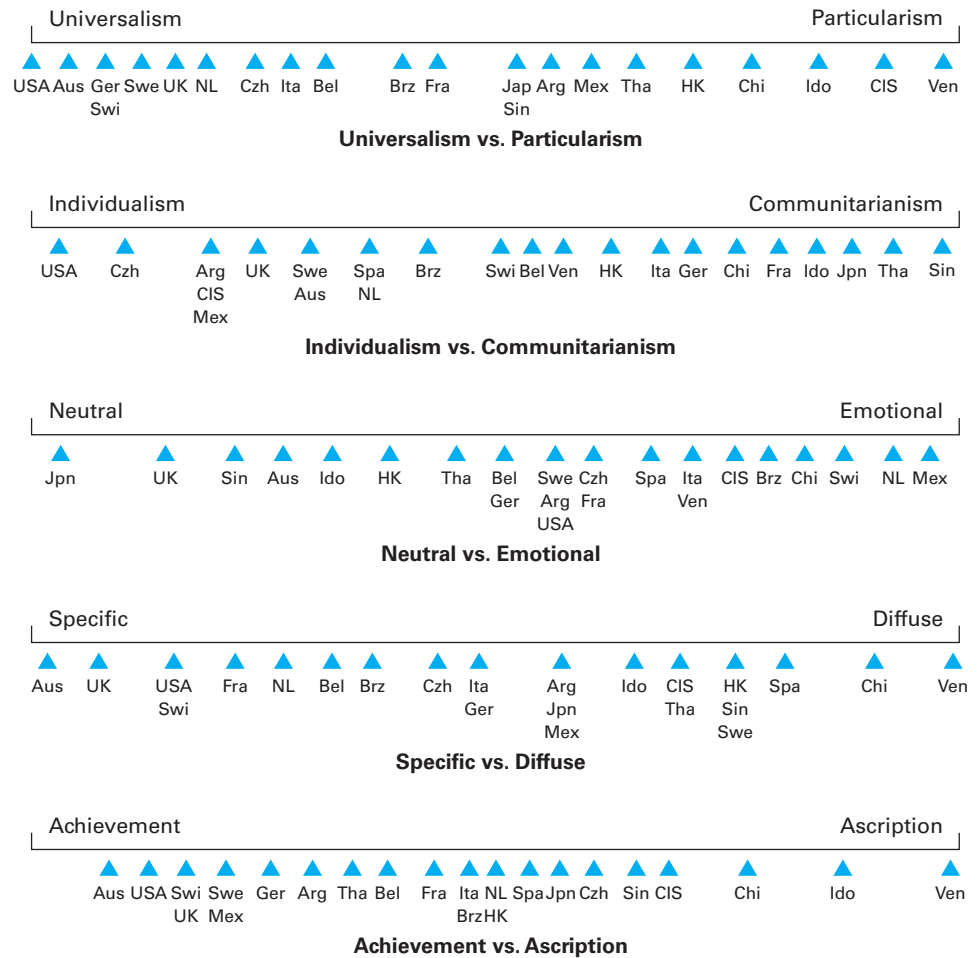 Universalism Particularism
USA Aus Ger Swe UK NL Czh Ita Bel Brz Fra Jap Arg Mex Tha HK Chi Ido CIS Ven
Swi Sin
Universalism vs. Particularism
Individualism Communitarianism
USA Czh Arg UK Swe Spa Brz Swi Bel Ven HK Ita Ger Chi Fra Ido Jpn Tha Sin
CIS Aus NL
Mex
Individualism vs. Communitarianism
Neutral Emotional
Jpn UK Sin Aus Ido HK Tha Bel Swe Czh Spa Ita CIS Brz Chi Swi NL Mex
Ger Arg Fra Ven
USA
Neutral vs. Emotional
Specific Diffuse
Aus UK USA Fra NL Bel Brz Czh Ita Arg Ido CIS HK Spa Chi Ven
Swi Ger Jpn Tha Sin
Mex Swe
Specific vs. Diffuse
Achievement Ascription
Aus USA Swi Swe Ger Arg Tha Bel Fra Ita NL Spa Jpn Czh Sin CIS Chi Ido Ven
UK Mex Brz HK
Achievement vs. Ascription